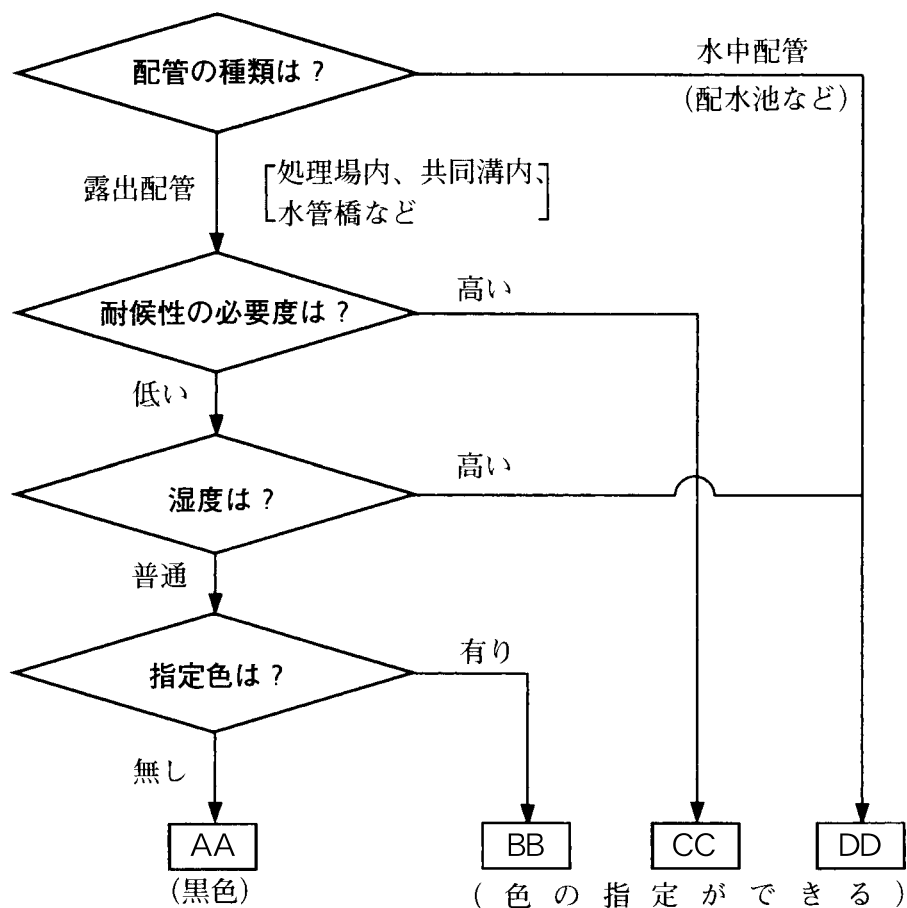 配管の種類は？
水中配管
（配水池など）
露出配管
処理場内、共同溝内、
水管橋など
耐候性の必要度は？
高い
低い
湿度は？
高い
普通
指定色は？
有り
無し
AA
BB
CC
DD
（黒色）
（色の指定ができる）